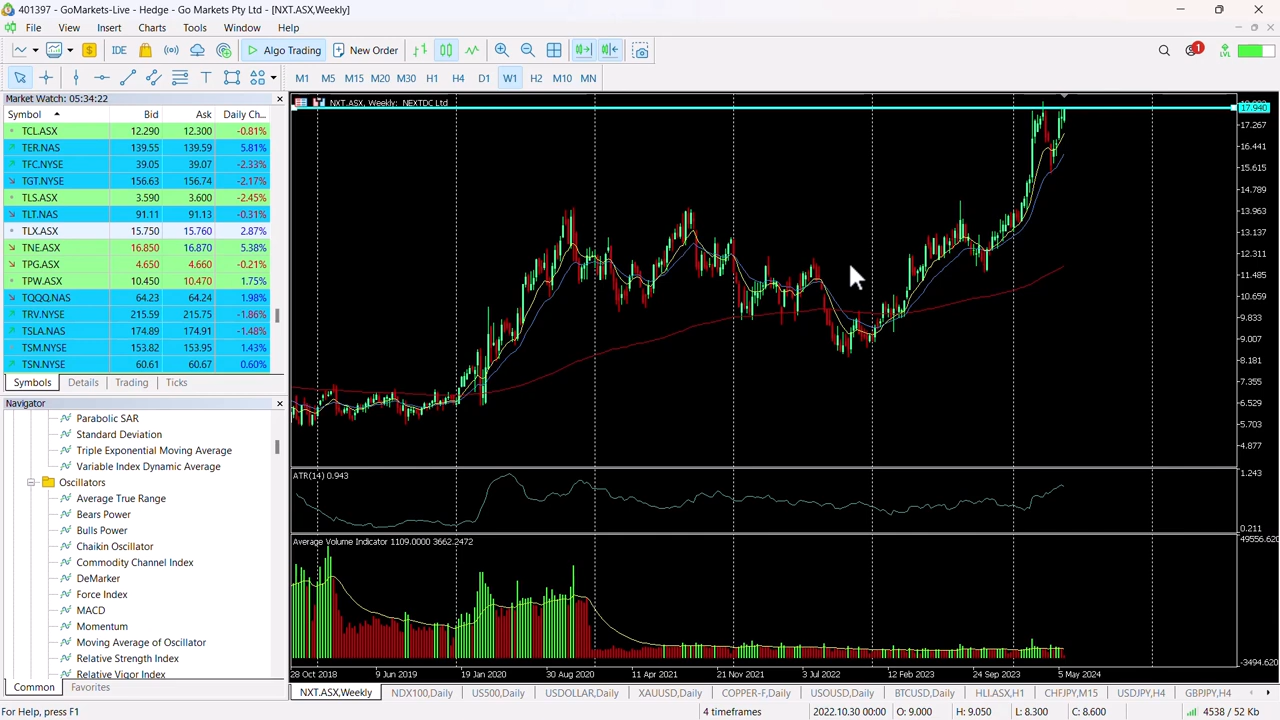 401397 - GoMarkets-Live - Hedge - Go Markets Pty Ltd - [NXT.ASX,Weekly]
File View Insert Charts Tools Window Help
IDE Algo Trading New Order 1 LVL
M1 M5 M15 M20 M30 H1 H4 D1 W1 H2 M10 MN
Market Watch: 05:34:22
Symbol Bid Ask Daily Ch...
TCL.ASX 12.290 12.300 -0.81%
TER.NAS 139.55 139.59 5.81%
TFC.NYSE 39.05 39.07 -2.33%
TGT.NYSE 156.63 156.74 -2.17%
TLS.ASX 3.590 3.600 -2.45%
TLT.NAS 91.11 91.13 -0.31%
TLX.ASX 15.750 15.760 2.87%
TNE.ASX 16.850 16.870 5.38%
TPG.ASX 4.650 4.660 -0.21%
TPW.ASX 10.450 10.470 1.75%
TQQQ.NAS 64.23 64.24 1.98%
TRV.NYSE 215.59 215.75 -1.86%
TSLA.NAS 174.89 174.91 -1.48%
TSM.NYSE 153.82 153.95 1.43%
TSN.NYSE 60.61 60.67 0.60%
Symbols Details Trading Ticks
Navigator
Parabolic SAR
Standard Deviation
Triple Exponential Moving Average
Variable Index Dynamic Average
Oscillators
Average True Range
Bears Power
Bulls Power
Chaikin Oscillator
Commodity Channel Index
DeMarker
Force Index
MACD
Momentum
Moving Average of Oscillator
Relative Strength Index
Relative Vigor Index
Common Favorites
NXT.ASX, Weekly: NEXTDC Ltd
17.940
17.267
16.441
15.615
14.789
13.963
13.137
12.311
11.485
10.659
9.833
9.007
8.181
7.355
6.529
5.703
4.877
ATR(14) 0.943
1.243
0.211
Average Volume Indicator 1109.0000 3662.2472
49556.620
-3494.620
28 Oct 2018 9 Jun 2019 19 Jan 2020 30 Aug 2020 11 Apr 2021 21 Nov 2021 3 Jul 2022 12 Feb 2023 24 Sep 2023 5 May 2024
NXT.ASX,Weekly NDX100,Daily US500,Daily USDOLLAR,Daily XAUUSD,Daily COPPER-F,Daily USOUSD,Daily BTCUSD,Daily HLI.ASX,H1 CHFJPY,M15 USDJPY,H4 GBPJPY,H4
For Help, press F1 4 timeframes 2022.10.30 00:00 O: 9.000 H: 9.050 L: 8.300 C: 8.600 4538 / 52 Kb